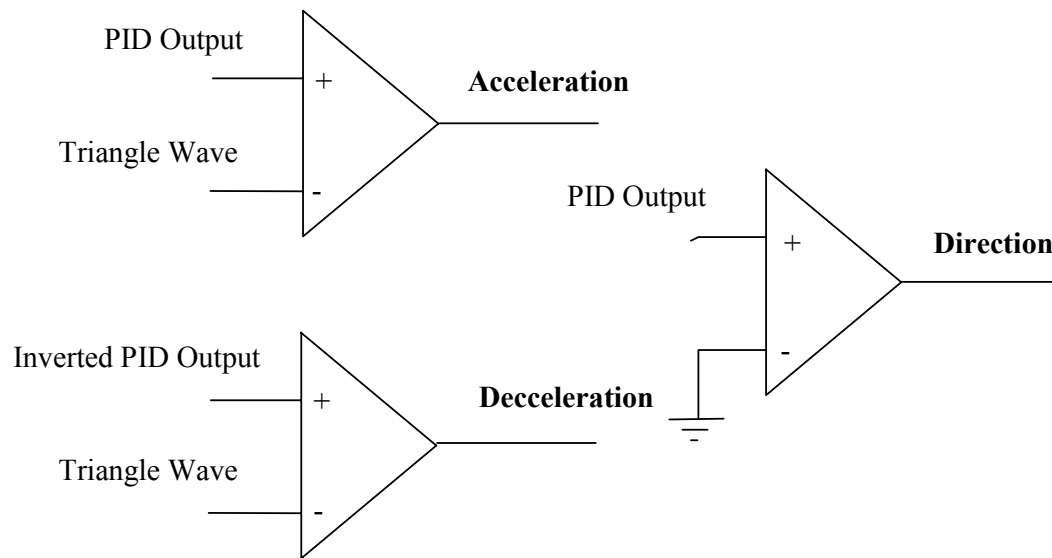 PID Output
+
Acceleration
Triangle Wave
-
PID Output
+
Direction
-
Inverted PID Output
+
Decceleration
Triangle Wave
-